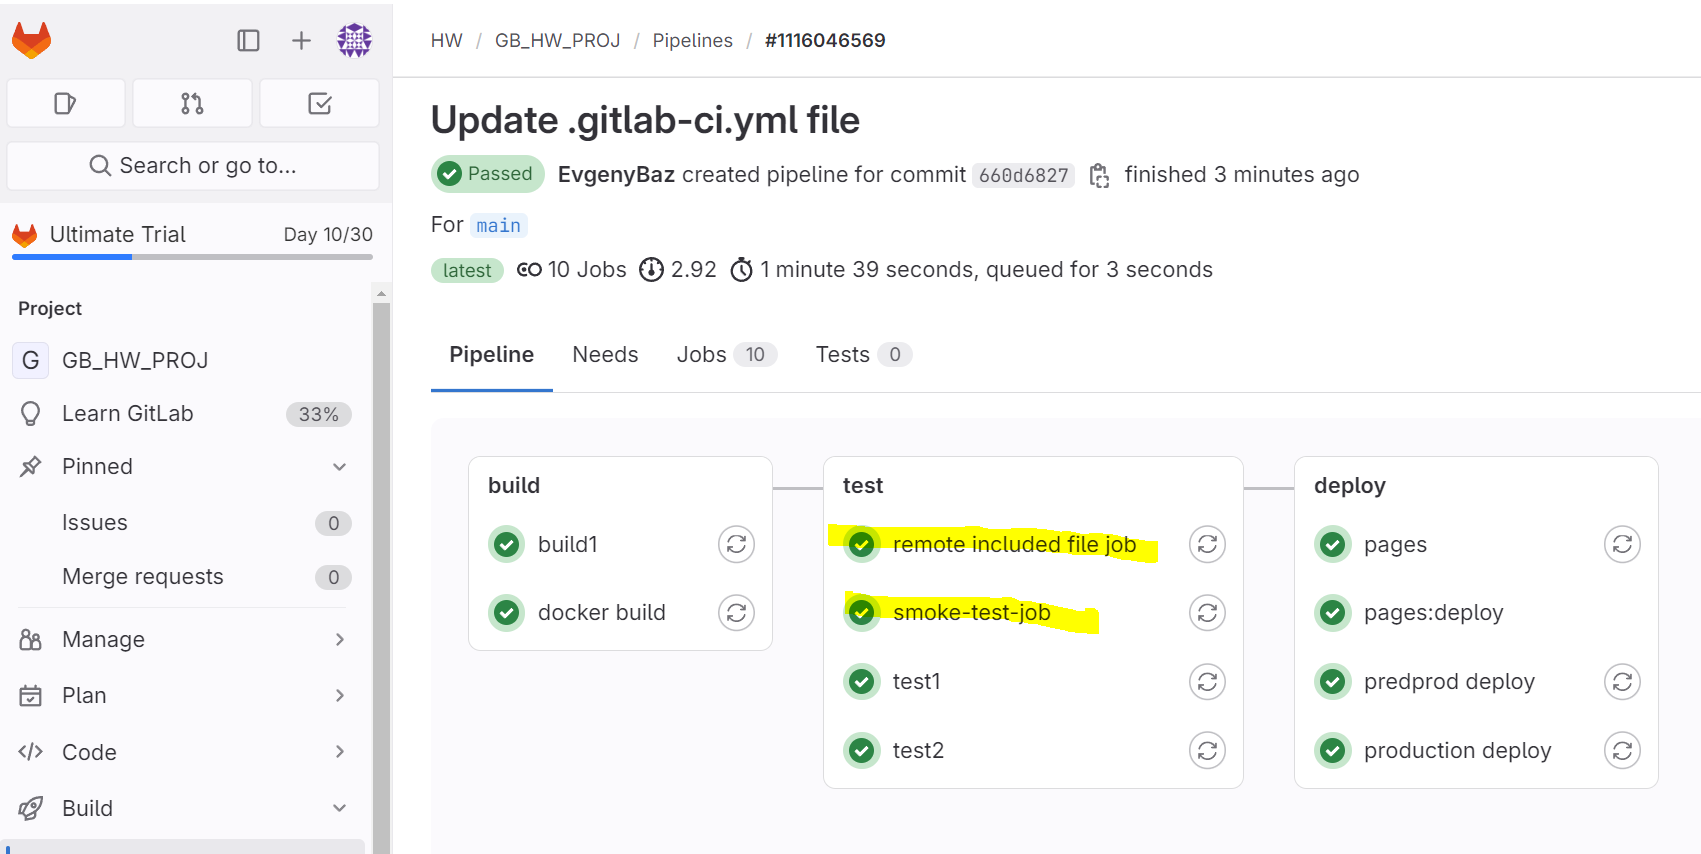 HW / GB_HW_PROJ / Pipelines / #1116046569
Search or go to...
Ultimate Trial Day 10/30
Project
G GB_HW_PROJ
Learn GitLab 33%
Pinned
Issues 0
Merge requests 0
Manage
Plan
Code
Build
Update .gitlab-ci.yml file
Passed EvgenyBaz created pipeline for commit 660d6827 finished 3 minutes ago
For main
latest 10 Jobs 2.92 1 minute 39 seconds, queued for 3 seconds
Pipeline Needs Jobs 10 Tests 0
build
build1
docker build
test
remote included file job
smoke-test-job
test1
test2
deploy
pages
pages:deploy
predprod deploy
production deploy